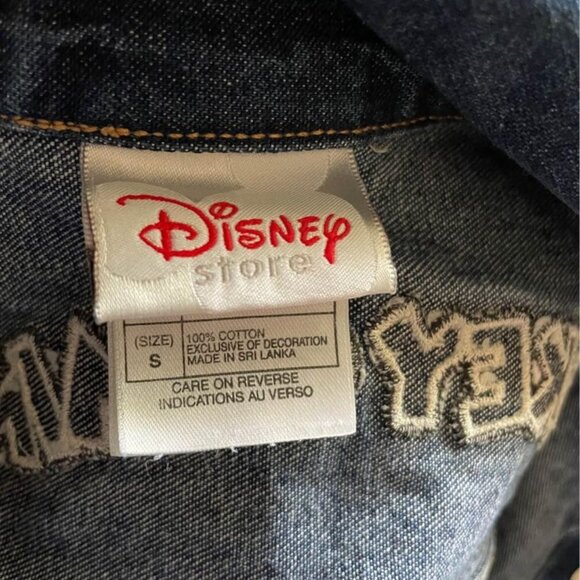 Disney
store
(SIZE)
S
100% COTTON
EXCLUSIVE OF DECORATION
MADE IN SRI LANKA
CARE ON REVERSE
INDICATIONS AU VERSO